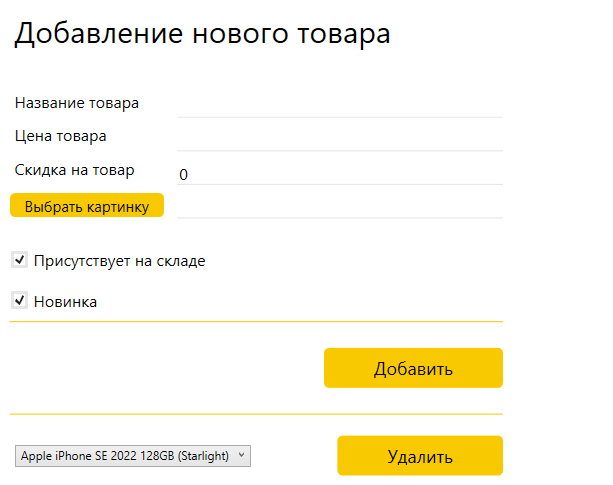 Добавление нового товара
Название товара
Цена товара
Скидка на товар 0
Выбрать картинку
Присутствует на складе
Новинка
Добавить
Apple iPhone SE 2022 128GB (Starlight) Удалить